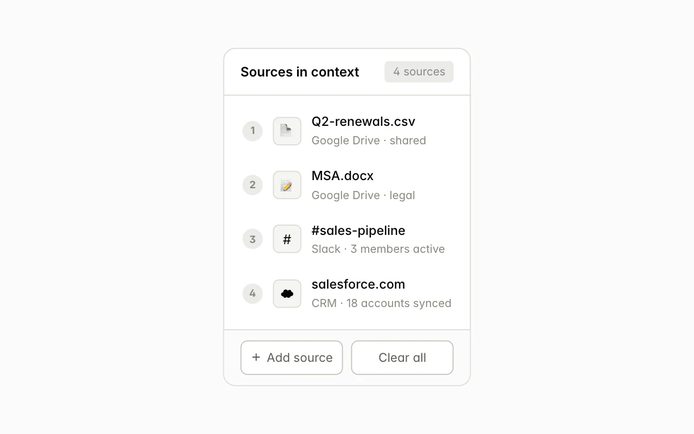 Sources in context
4 sources
1
Q2-renewals.csv
Google Drive · shared
2
MSA.docx
Google Drive · legal
3
#
#sales-pipeline
Slack · 3 members active
4
salesforce.com
CRM · 18 accounts synced
+ Add source
Clear all